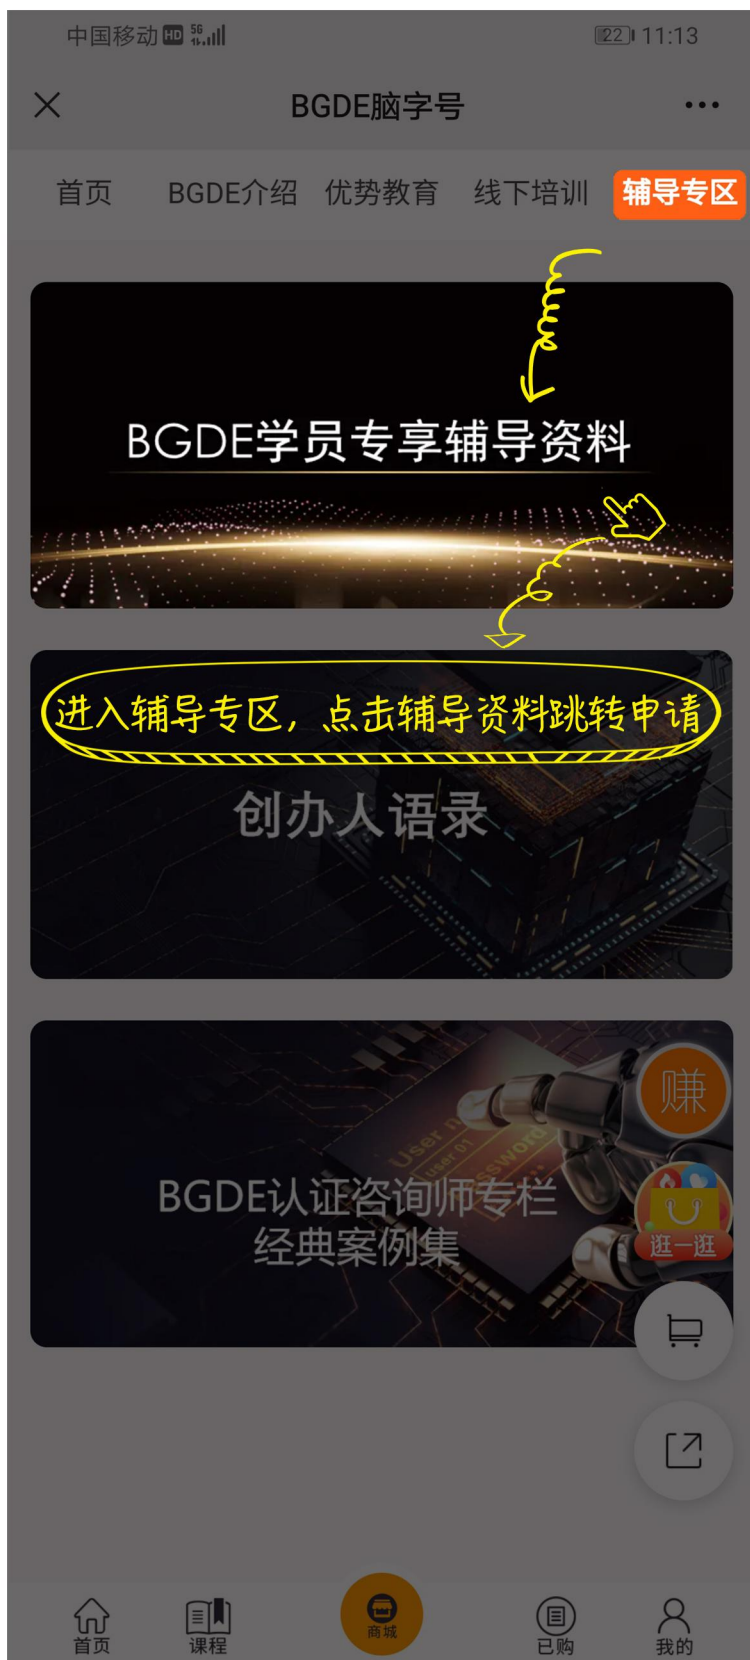 中国移动 HD 5G
22 11:13
BGDE脑字号
首页 BGDE介绍 优势教育 线下培训 辅导专区
BGDE学员专享辅导资料
进入辅导专区，点击辅导资料跳转申请
创办人语录
赚
User
User 01
Password
BGDE认证咨询师专栏
经典案例集
逛一逛
首页 课程 商城 已购 我的